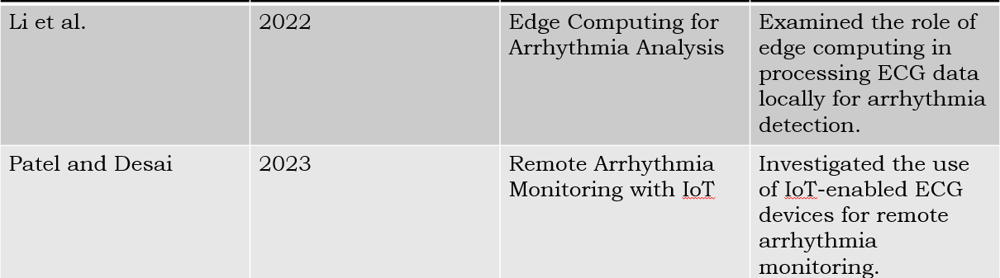 Li et al.
2022
Edge Computing for
Arrhythmia Analysis
Examined the role of
edge computing in
processing ECG data
locally for arrhythmia
detection.
Patel and Desai
2023
Remote Arrhythmia
Monitoring with IoT
Investigated the use
of IoT-enabled ECG
devices for remote
arrhythmia
monitoring.